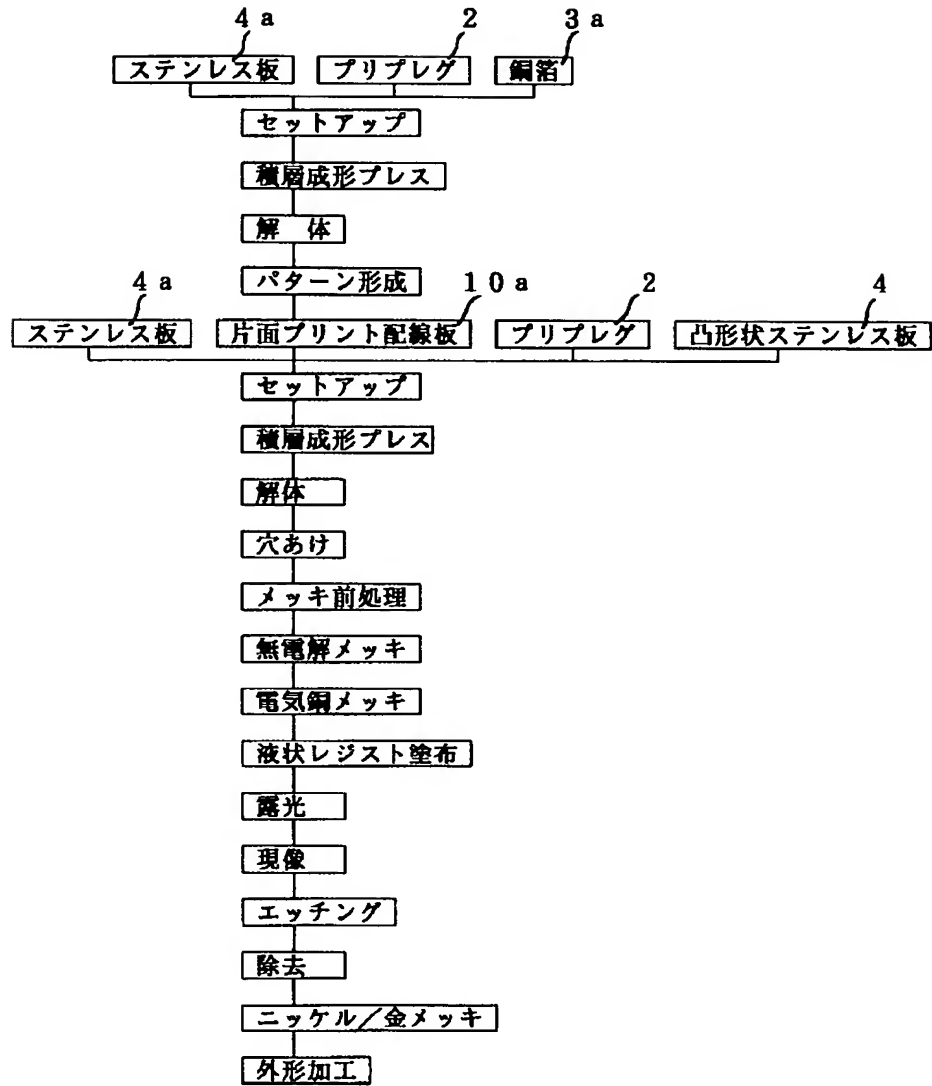 4a 2 3a
ステンレス板 プリプレグ 銅箔
セットアップ
積層成形プレス
解 体
パターン形成
4a 10a 2 4
ステンレス板 片面プリント配線板 プリプレグ 凸形状ステンレス板
セットアップ
積層成形プレス
解体
穴あけ
メッキ前処理
無電解メッキ
電気銅メッキ
液状レジスト塗布
露光
現像
エッチング
除去
ニッケル/金メッキ
外形加工